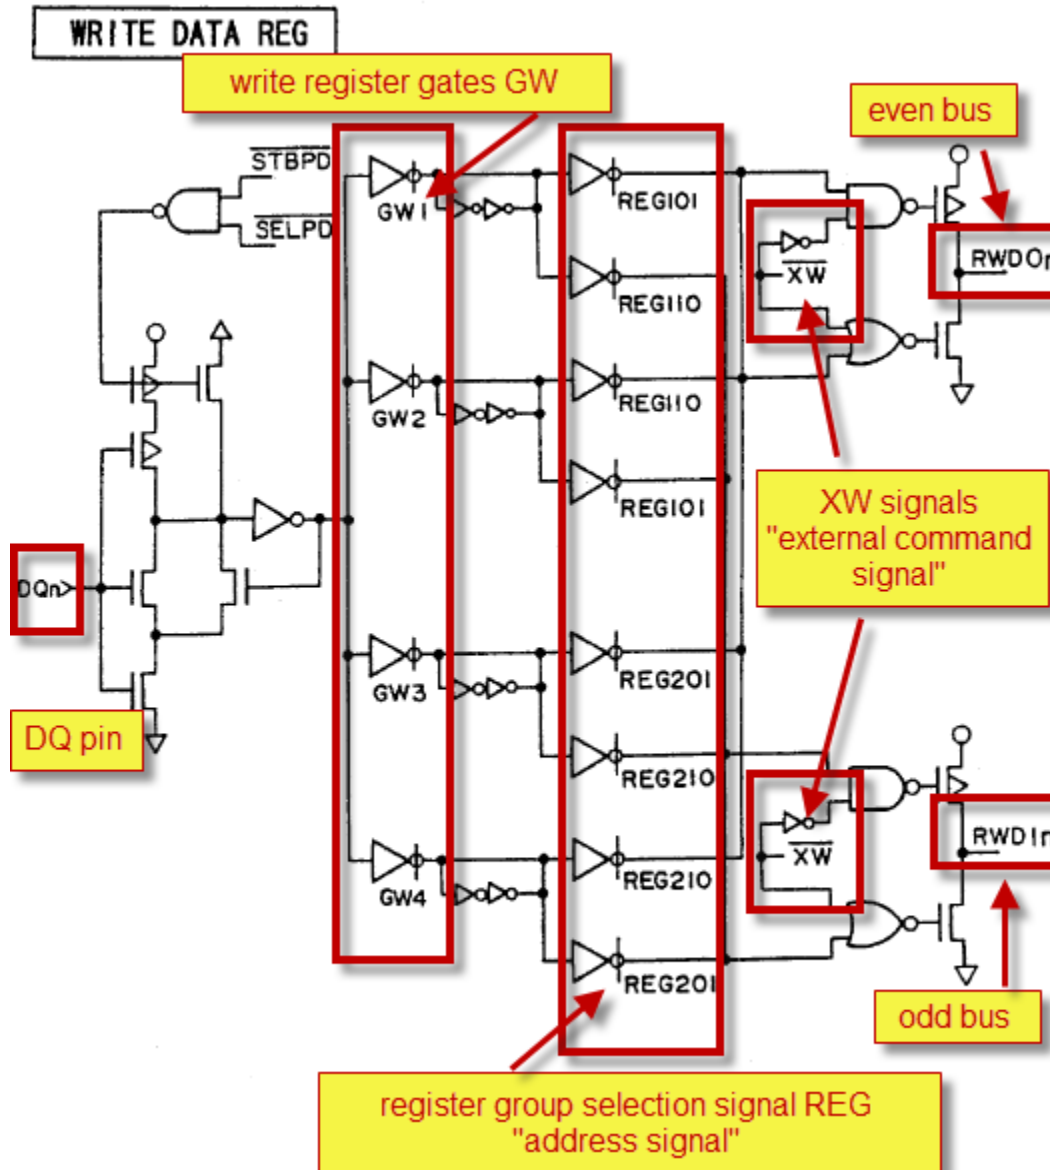 WRITE DATA REG
write register gates GW
even bus
STBPD
SELPD
GW1
REG101
XW
RWD0n
REG110
GW2
REG110
REG101
XW signals
"external command
signal"
DQn
GW3
REG201
DQ pin
REG210
XW
RWD1n
GW4
REG210
REG201
odd bus
register group selection signal REG
"address signal"